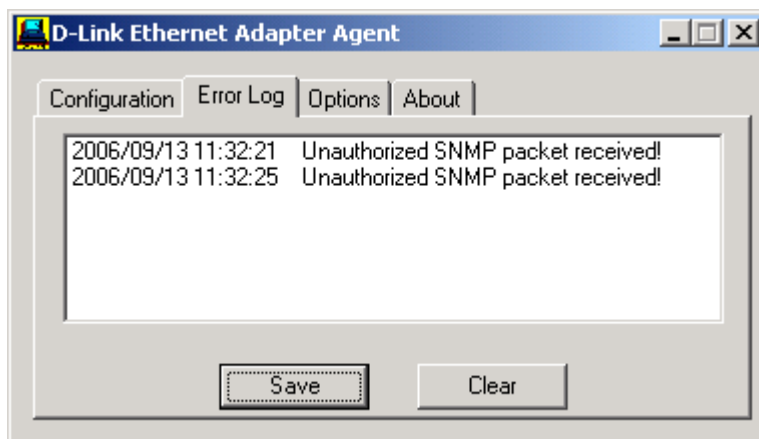 D-Link Ethernet Adapter Agent
Configuration Error Log Options About
2006/09/13 11:32:21 Unauthorized SNMP packet received!
2006/09/13 11:32:25 Unauthorized SNMP packet received!
Save Clear